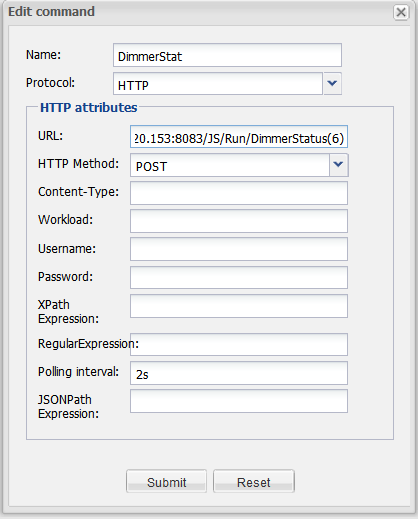 Edit command
Name: DimmerStat
Protocol: HTTP
HTTP attributes
URL: 20.153:8083/JS/Run/DimmerStatus(6)
HTTP Method: POST
Content-Type:
Workload:
Username:
Password:
XPath
Expression:
RegularExpression:
Polling interval: 2s
JSONPath
Expression:
Submit Reset